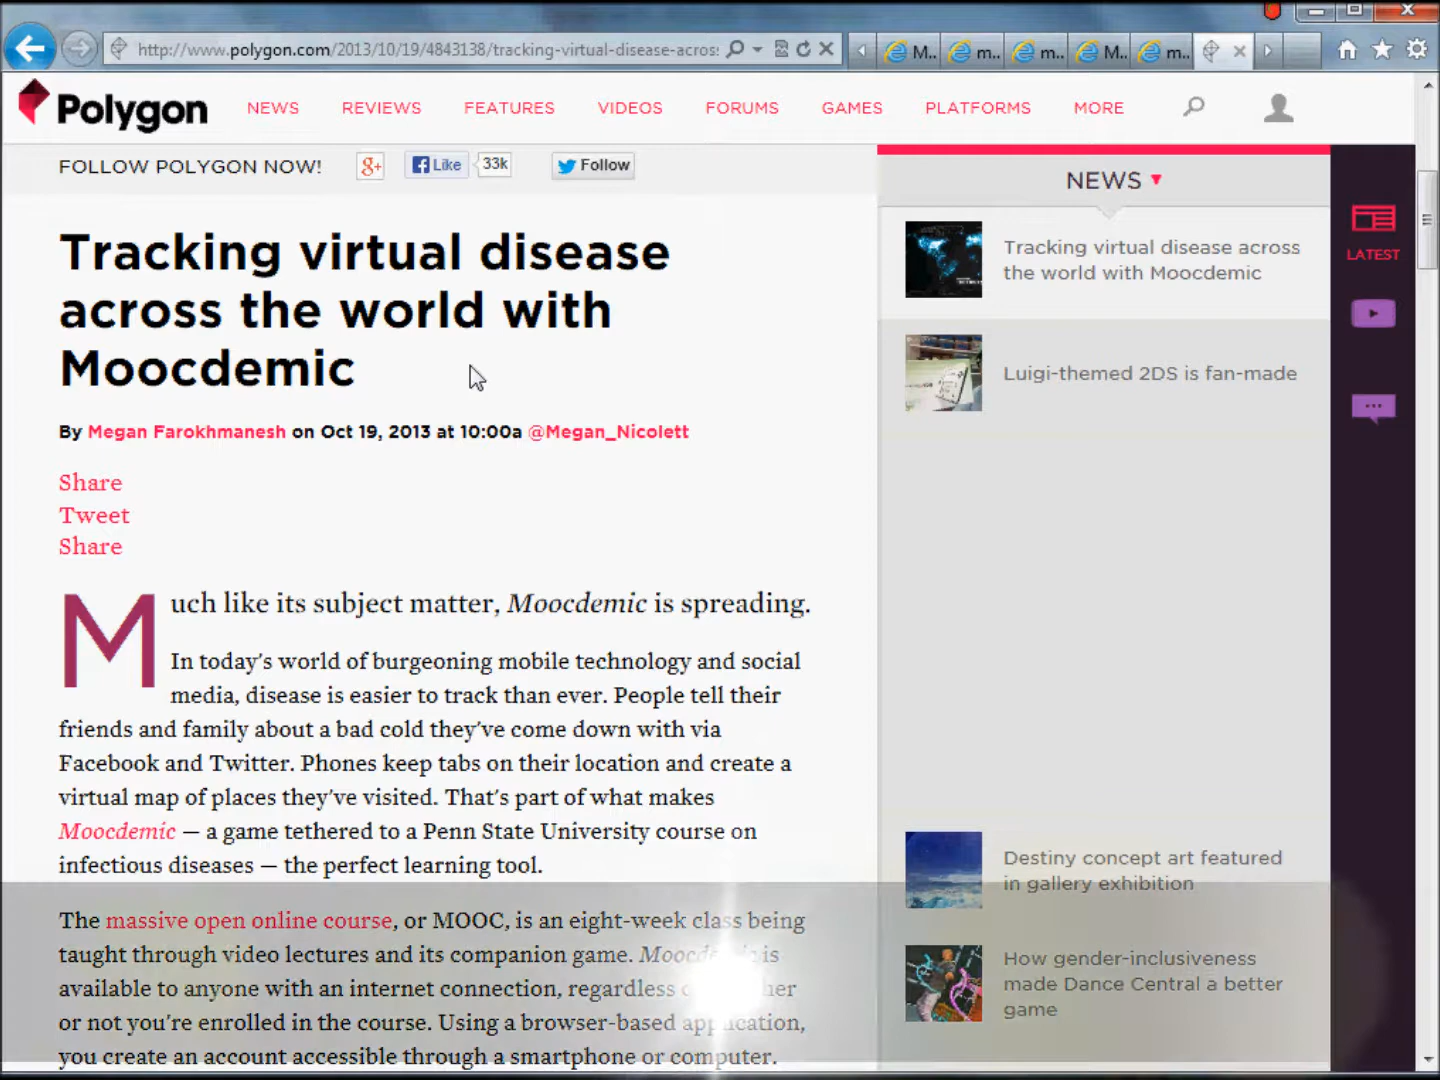 http://www.polygon.com/2013/10/19/4843138/tracking-virtual-disease-acros
M..
m..
m..
M..
m..
Polygon
NEWS
REVIEWS
FEATURES
VIDEOS
FORUMS
GAMES
PLATFORMS
MORE
FOLLOW POLYGON NOW!
g+
Like
33k
Follow
Tracking virtual disease
across the world with
Moocdemic
By Megan Farokhmanesh on Oct 19, 2013 at 10:00a @Megan_Nicolett
Share
Tweet
Share
Much like its subject matter, Moocdemic is spreading.
In today's world of burgeoning mobile technology and social
media, disease is easier to track than ever. People tell their
friends and family about a bad cold they've come down with via
Facebook and Twitter. Phones keep tabs on their location and create a
virtual map of places they've visited. That's part of what makes
Moocdemic — a game tethered to a Penn State University course on
infectious diseases — the perfect learning tool.
The massive open online course, or MOOC, is an eight-week class being
taught through video lectures and its companion game. is
available to anyone with an internet connection, regardless
or not you're enrolled in the course. Using a browser-based application,
you create an account accessible through a smartphone or computer.
NEWS
Tracking virtual disease across
the world with Moocdemic
Luigi-themed 2DS is fan-made
Destiny concept art featured
in gallery exhibition
How gender-inclusiveness
made Dance Central a better
game
LATEST